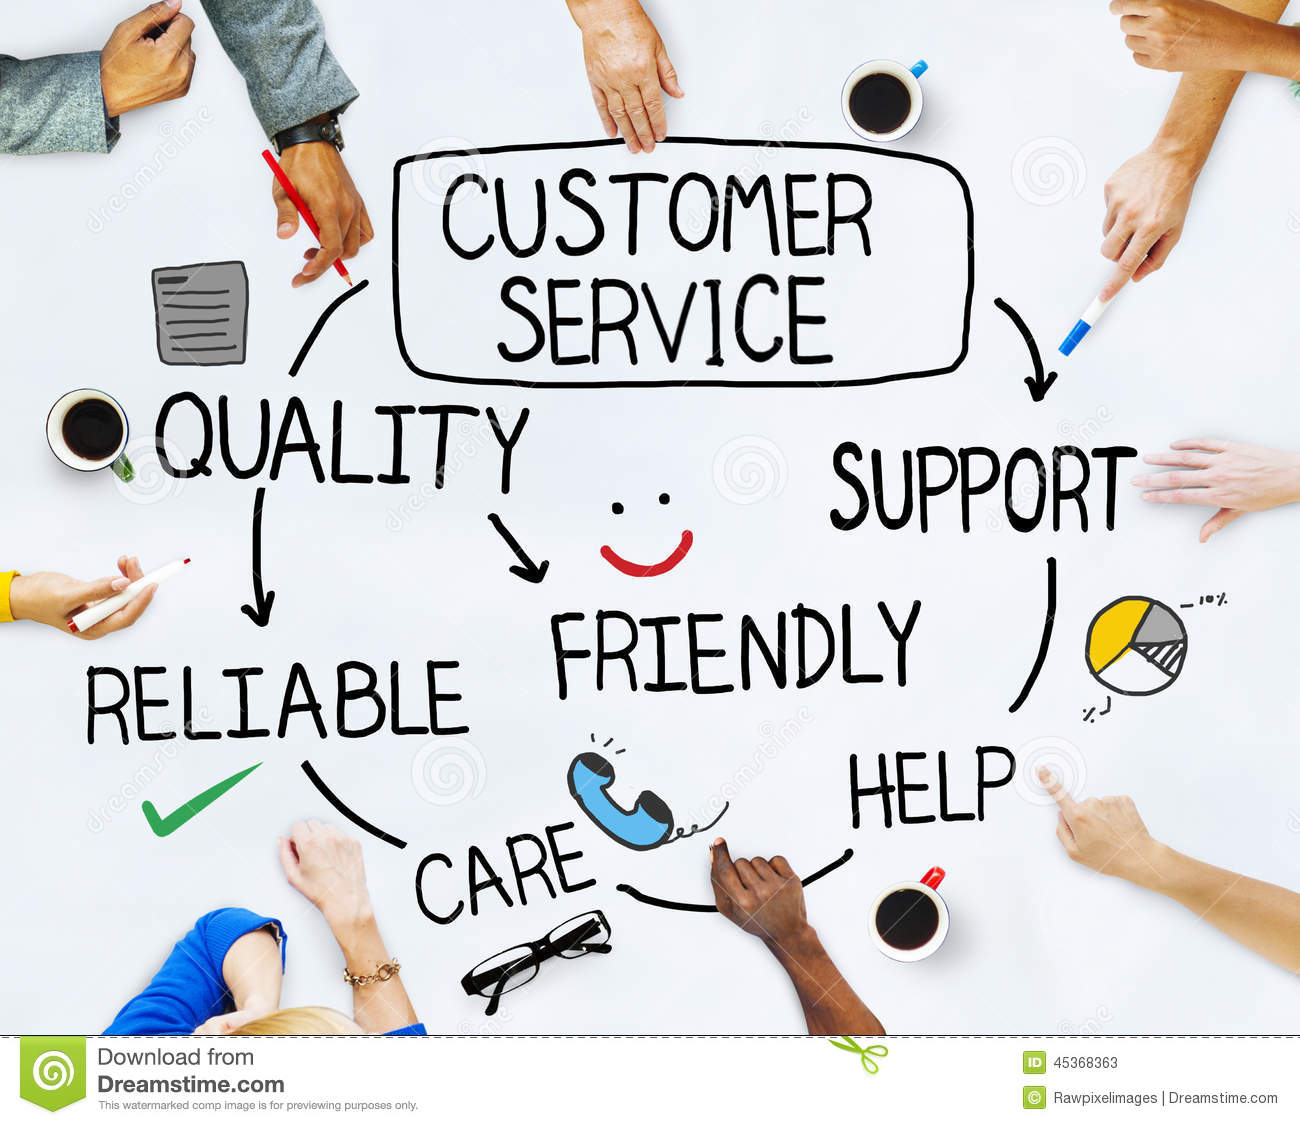 CUSTOMER
SERVICE
QUALITY
SUPPORT
FRIENDLY
10%
%
RELIABLE
HELP
CARE
dreamstime
Download from
Dreamstime.com
This watermarked comp image is for previewing purposes only.
ID 45368363
© Rawpixelimages | Dreamstime.com